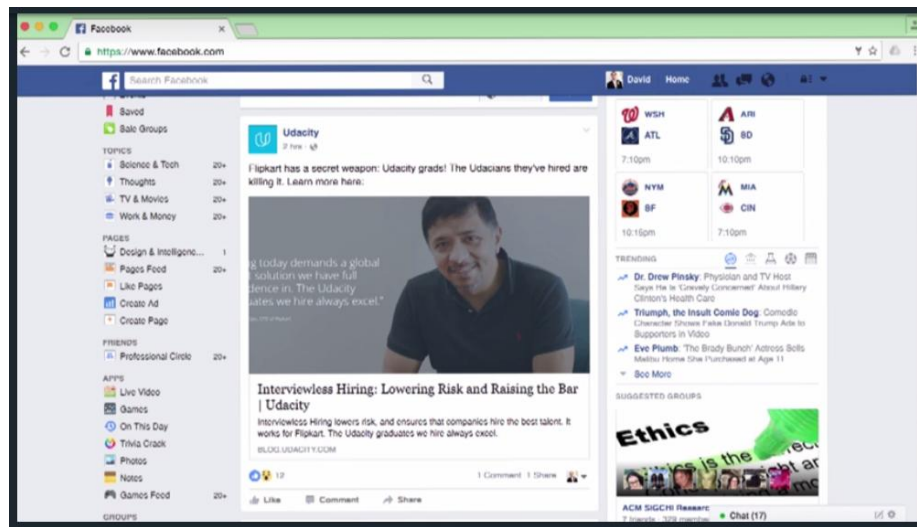 Facebook
https://www.facebook.com
Search Facebook
David Home
Saved
Sale Groups
TOPICS
Science & Tech 20+
Thoughts 20+
TV & Movies 20+
Work & Money 20+
PAGES
Design & Intelligenc... 1
Pages Feed 20+
Like Pages
Create Ad
Create Page
FRIENDS
Professional Circle 20+
APPS
Live Video
Games
On This Day
Trivia Crack
Photos
Notes
Games Feed 20+
GROUPS
Udacity
2 hrs
Flipkart has a secret weapon: Udacity grads! The Udacians they've hired are
killing it. Learn more here:
g today demands a global
solution we have full
dence in. The Udacity
uates we hire always excel."
Interviewless Hiring: Lowering Risk and Raising the Bar
| Udacity
Interviewless Hiring lowers risk, and ensures that companies hire the best talent. It
works for Flipkart. The Udacity graduates we hire always excel.
BLOG.UDACITY.COM
12
1 Comment 1 Share
Like Comment Share
WSH
ATL
7:10pm
ARI
SD
10:10pm
NYM
SF
10:15pm
MIA
CIN
7:10pm
TRENDING
Dr. Drew Pinsky: Physician and TV Host
Says He Is 'Gravely Concerned' About Hillary
Clinton's Health Care
Triumph, the Insult Comic Dog: Comedic
Character Shows Fake Donald Trump Ads to
Supporters in Video
Eve Plumb: 'The Brady Bunch' Actress Sells
Malibu Home She Purchased at Age 11
See More
SUGGESTED GROUPS
Ethics
is the
ACM SIGCHI Researc
Chat (17)